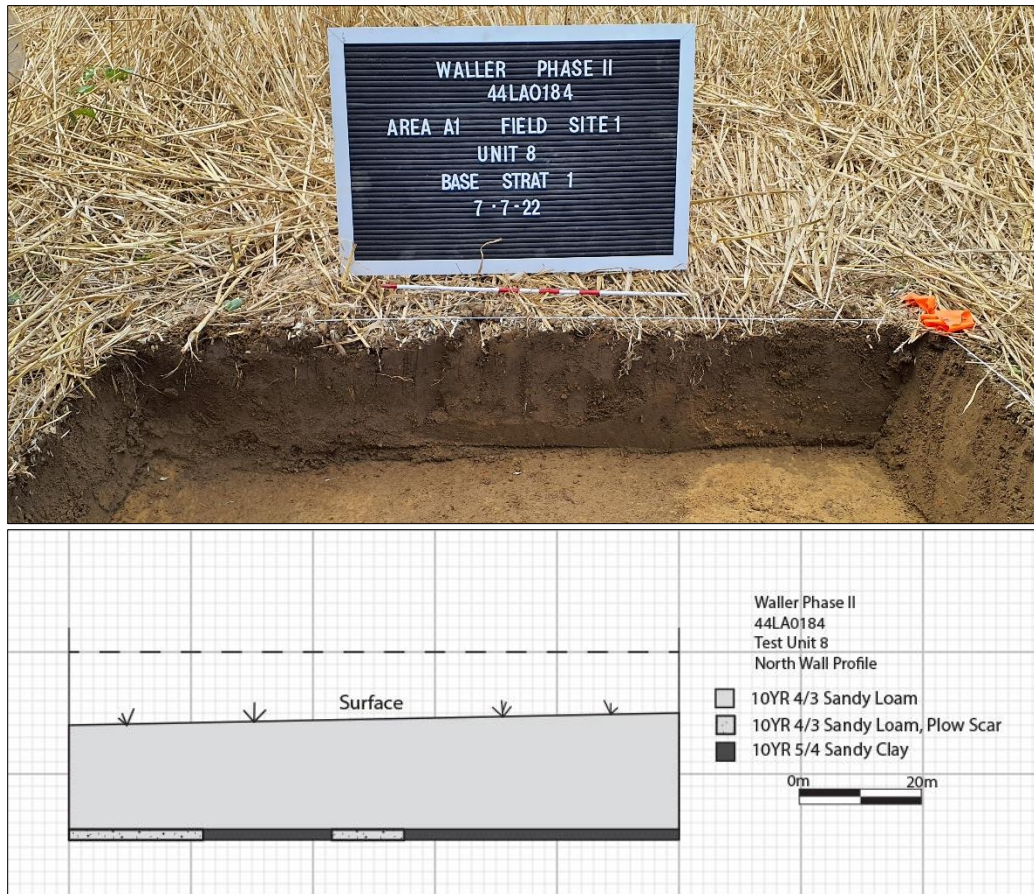 WALLER PHASE II
44LA0184
AREA A1 FIELD SITE 1
UNIT 8
BASE STRAT 1
7-7-22
Waller Phase II
44LA0184
Test Unit 8
North Wall Profile
Surface
10YR 4/3 Sandy Loam
10YR 4/3 Sandy Loam, Plow Scar
10YR 5/4 Sandy Clay
0m 20m